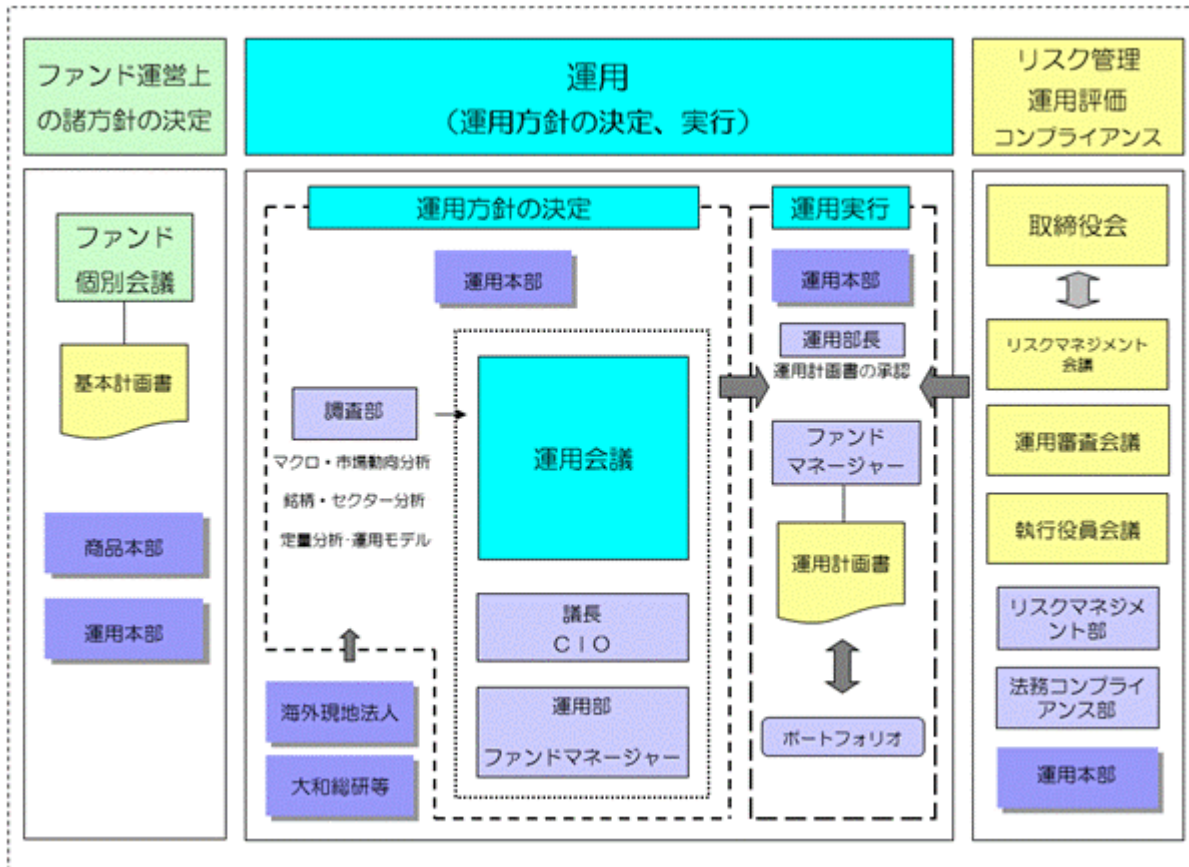 ファンド運営上
の諸方針の決定
運用
（運用方針の決定、実行）
リスク管理
運用評価
コンプライアンス
ファンド
個別会議
基本計画書
商品本部
運用本部
運用方針の決定
運用本部
調査部
マクロ・市場動向分析
銘柄・セクター分析
定量分析・運用モデル
運用会議
議長
ＣＩＯ
運用部
ファンドマネージャー
海外現地法人
大和総研等
運用実行
運用本部
運用部長
運用計画書の承認
ファンド
マネージャー
運用計画書
ポートフォリオ
取締役会
リスクマネジメント
会議
運用審査会議
執行役員会議
リスクマネジメ
ント部
法務コンプライ
アンス部
運用本部